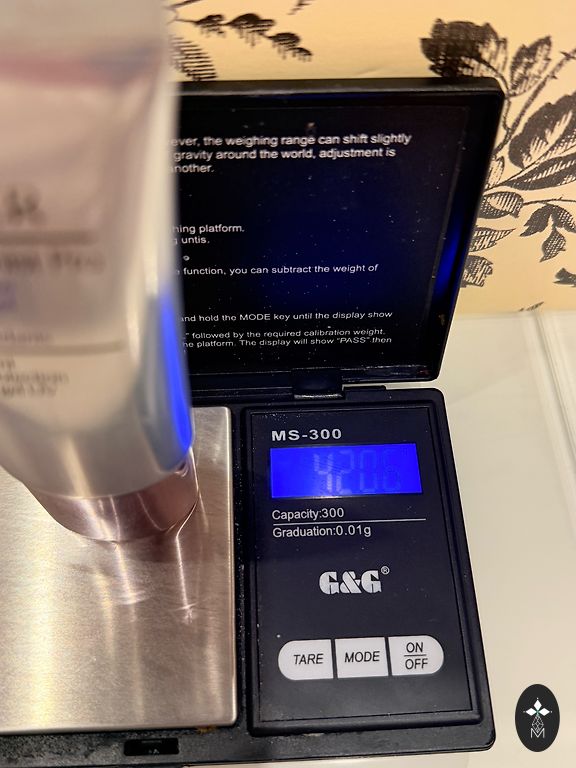 ever, the weighing range can shift slightly
gravity around the world, adjustment is
nother.
hing platform.
g untis.
e function, you can subtract the weight of
and hold the MODE key until the display show
" followed by the required calibration weight.
he platform. The display will show "PASS" then
MS-300
Capacity:300
Graduation:0.01g
G&G®
TARE
MODE
ON
OFF
M